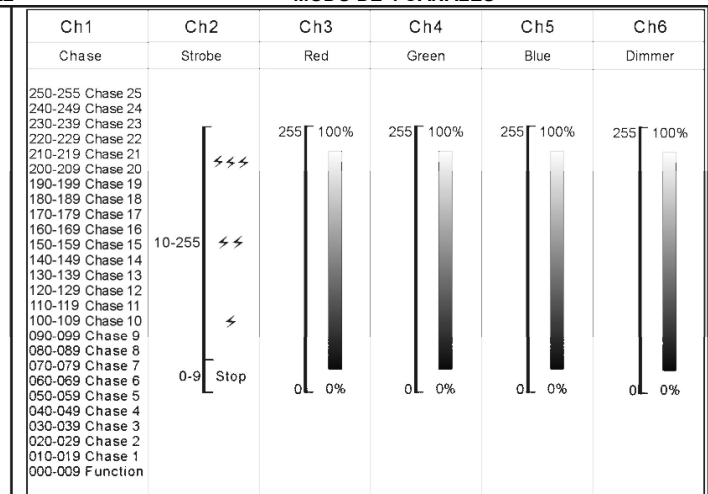 Ch1 Ch2 Ch3 Ch4 Ch5 Ch6
Chase Strobe Red Green Blue Dimmer
250-255 Chase 25
240-249 Chase 24
230-239 Chase 23
220-229 Chase 22
210-219 Chase 21
200-209 Chase 20
190-199 Chase 19
180-189 Chase 18
170-179 Chase 17
160-169 Chase 16
150-159 Chase 15
140-149 Chase 14
130-139 Chase 13
120-129 Chase 12
110-119 Chase 11
100-109 Chase 10
090-099 Chase 9
080-089 Chase 8
070-079 Chase 7
060-069 Chase 6
050-059 Chase 5
040-049 Chase 4
030-039 Chase 3
020-029 Chase 2
010-019 Chase 1
000-009 Function
10-255
0-9 Stop
255 100%
0 0%
255 100%
0 0%
255 100%
0 0%
255 100%
0 0%